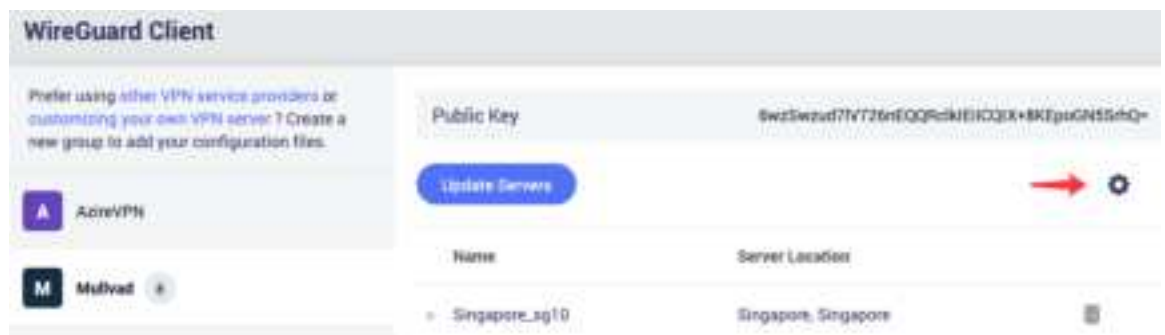 WireGuard Client
Prefer using other VPN service providers or
customizing your own VPN server ? Create a
new group to add your configuration files.
Public Key
Update Servers
A
AzireVPN
Name
Server Location
M
Mullvad
Singapore_sg10
Singapore, Singapore